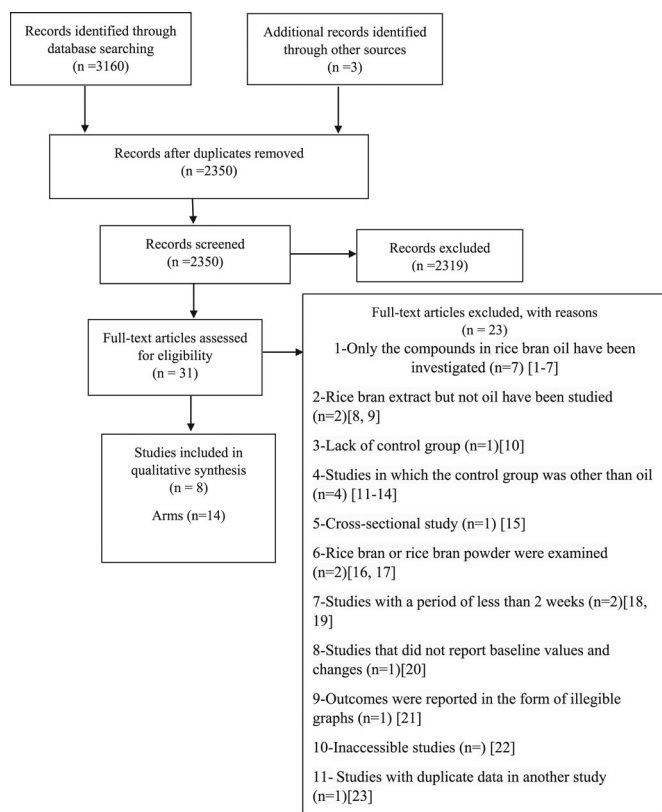 Records identified through
database searching
(n =3160)
Additional records identified
through other sources
(n =3)
Records after duplicates removed
(n =2350)
Records screened
(n =2350)
Records excluded
(n =2319)
Full-text articles assessed
for eligibility
(n = 31)
Full-text articles excluded, with reasons
(n = 23)
1-Only the compounds in rice bran oil have been
investigated (n=7) [1-7]
2-Rice bran extract but not oil have been studied
(n=2)[8, 9]
3-Lack of control group (n=1)[10]
4-Studies in which the control group was other than oil
(n=4) [11-14]
5-Cross-sectional study (n=1) [15]
6-Rice bran or rice bran powder were examined
(n=2)[16, 17]
7-Studies with a period of less than 2 weeks (n=2)[18,
19]
8-Studies that did not report baseline values and
changes (n=1)[20]
9-Outcomes were reported in the form of illegible
graphs (n=1) [21]
10-Inaccessible studies (n=) [22]
11- Studies with duplicate data in another study
(n=1)[23]
Studies included in
qualitative synthesis
(n = 8)
Arms (n=14)